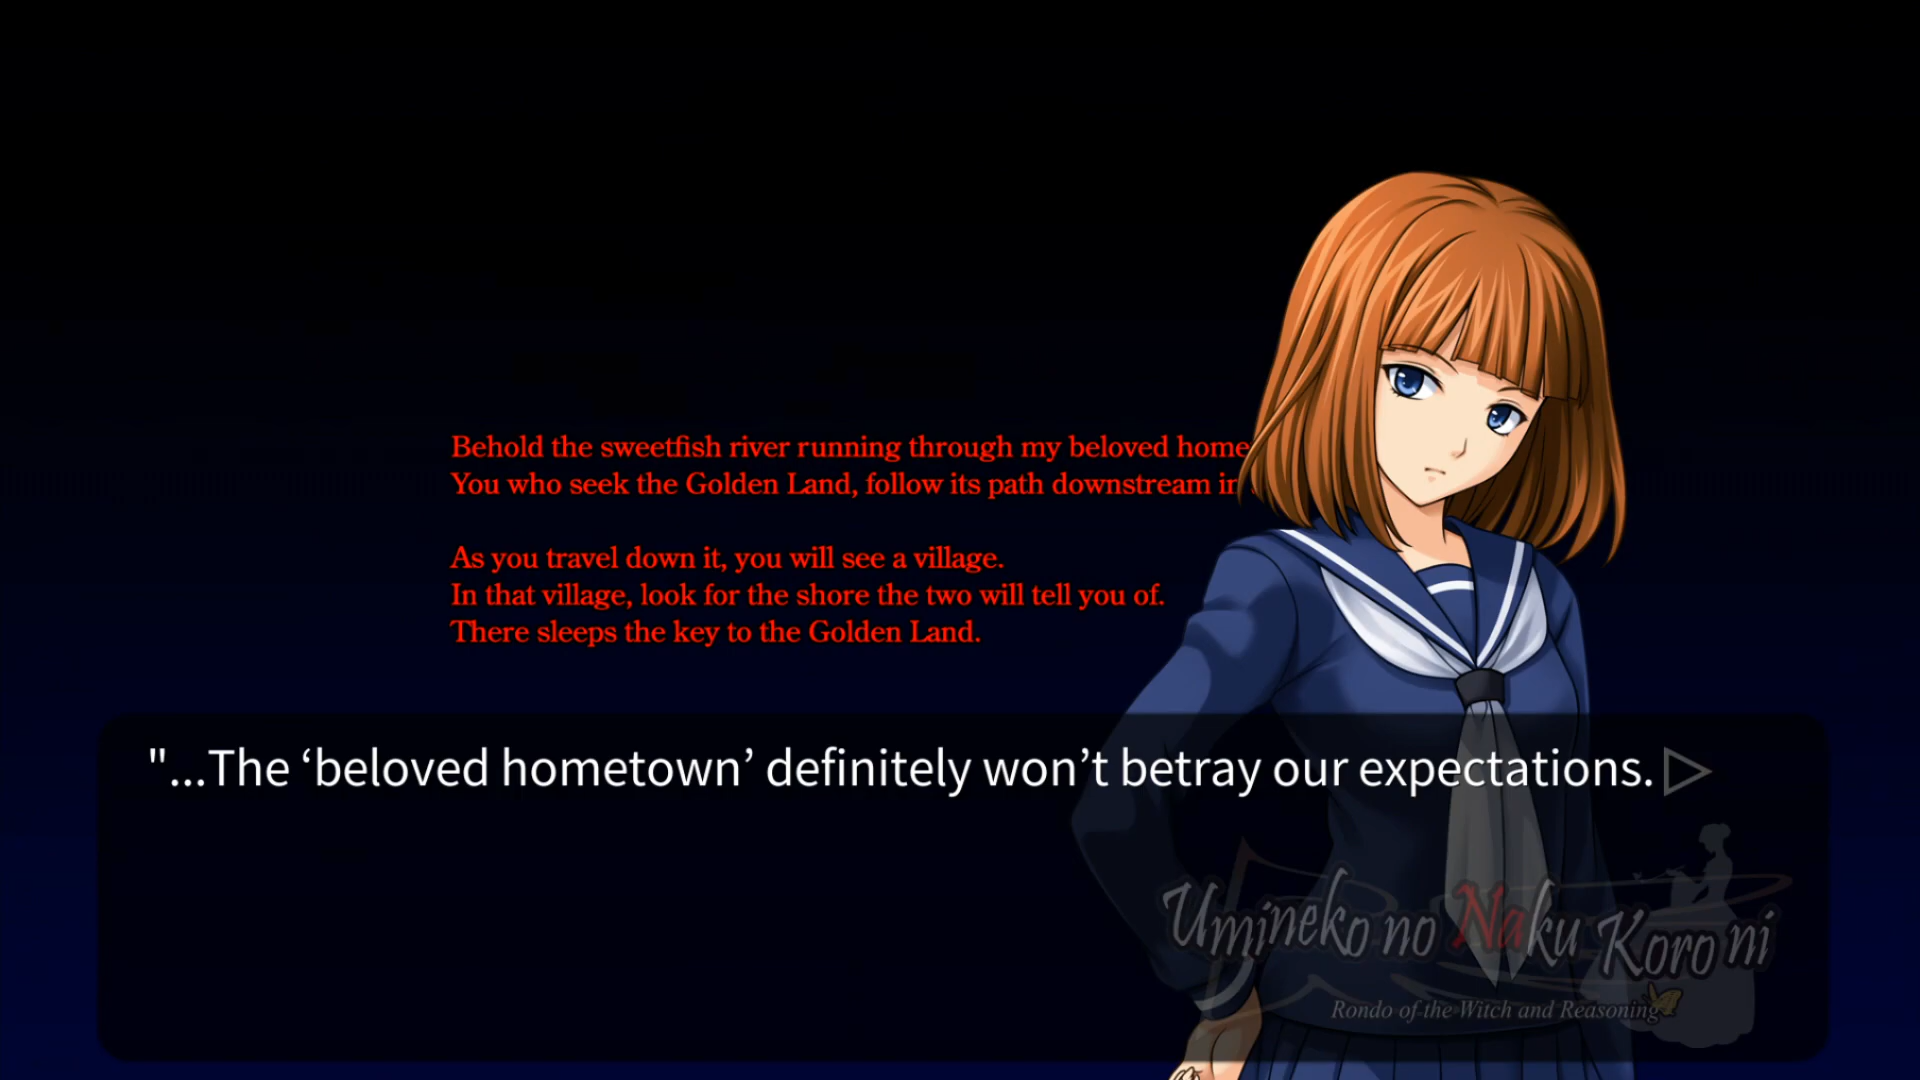 Behold the sweetfish river running through my beloved home
You who seek the Golden Land, follow its path downstream in
As you travel down it, you will see a village.
In that village, look for the shore the two will tell you of.
There sleeps the key to the Golden Land.
"...The ‘beloved hometown’ definitely won’t betray our expectations.
Umineko no Naku Koro ni
Rondo of the Witch and Reasoning